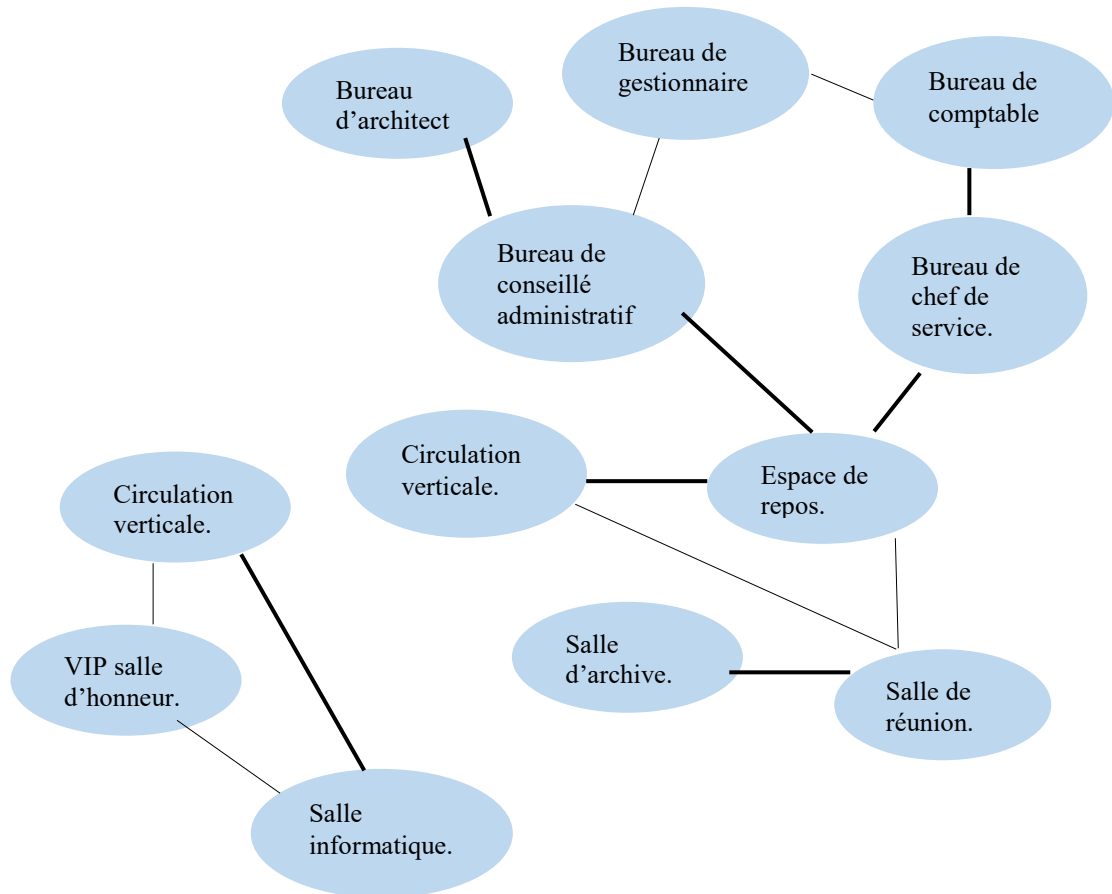 Bureau de
gestionnaire
Bureau de
comptable
Bureau
d’architect
Bureau de
conseillé
administratif
Bureau de
chef de
service.
Circulation
verticale.
Espace de
repos.
Circulation
verticale.
Salle
d’archive.
VIP salle
d’honneur.
Salle de
réunion.
Salle
informatique.